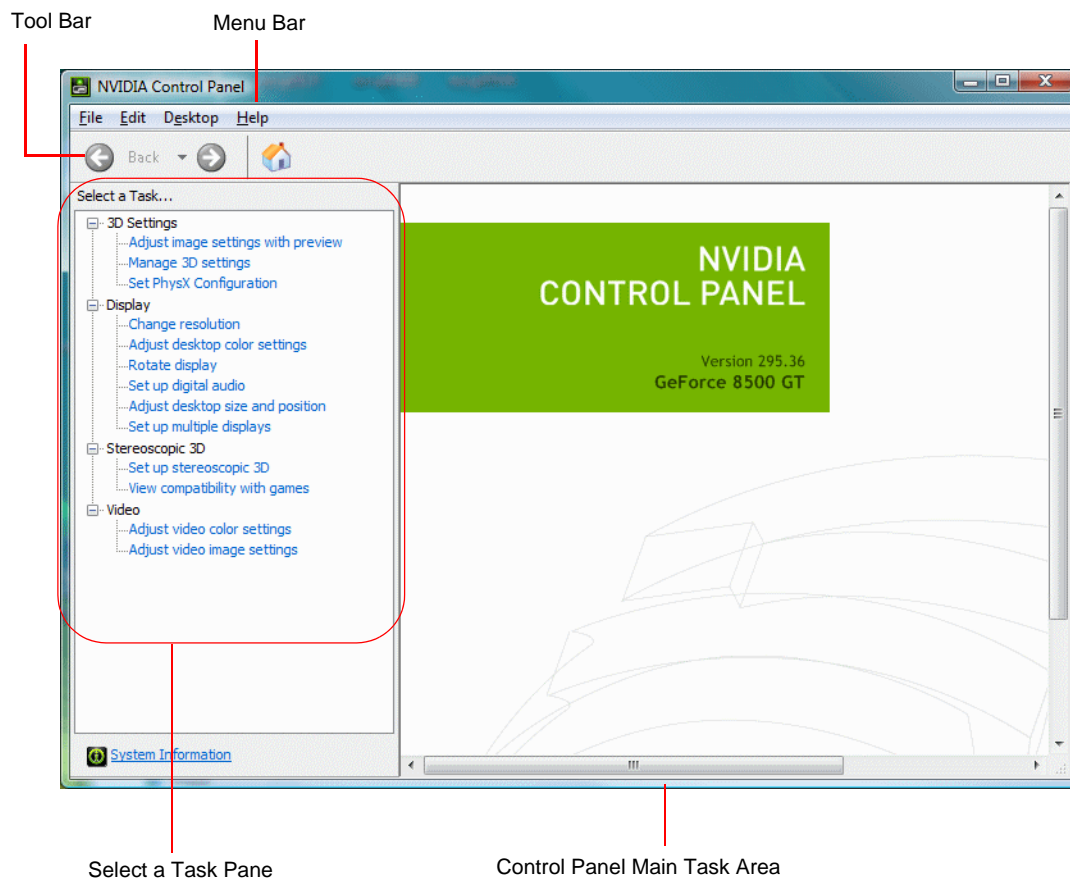 Tool Bar
Menu Bar
NVIDIA Control Panel
File Edit Desktop Help
Back
Select a Task...
3D Settings
Adjust image settings with preview
Manage 3D settings
Set PhysX Configuration
Display
Change resolution
Adjust desktop color settings
Rotate display
Set up digital audio
Adjust desktop size and position
Set up multiple displays
Stereoscopic 3D
Set up stereoscopic 3D
View compatibility with games
Video
Adjust video color settings
Adjust video image settings
System Information
NVIDIA
CONTROL PANEL
Version 295.36
GeForce 8500 GT
Select a Task Pane
Control Panel Main Task Area